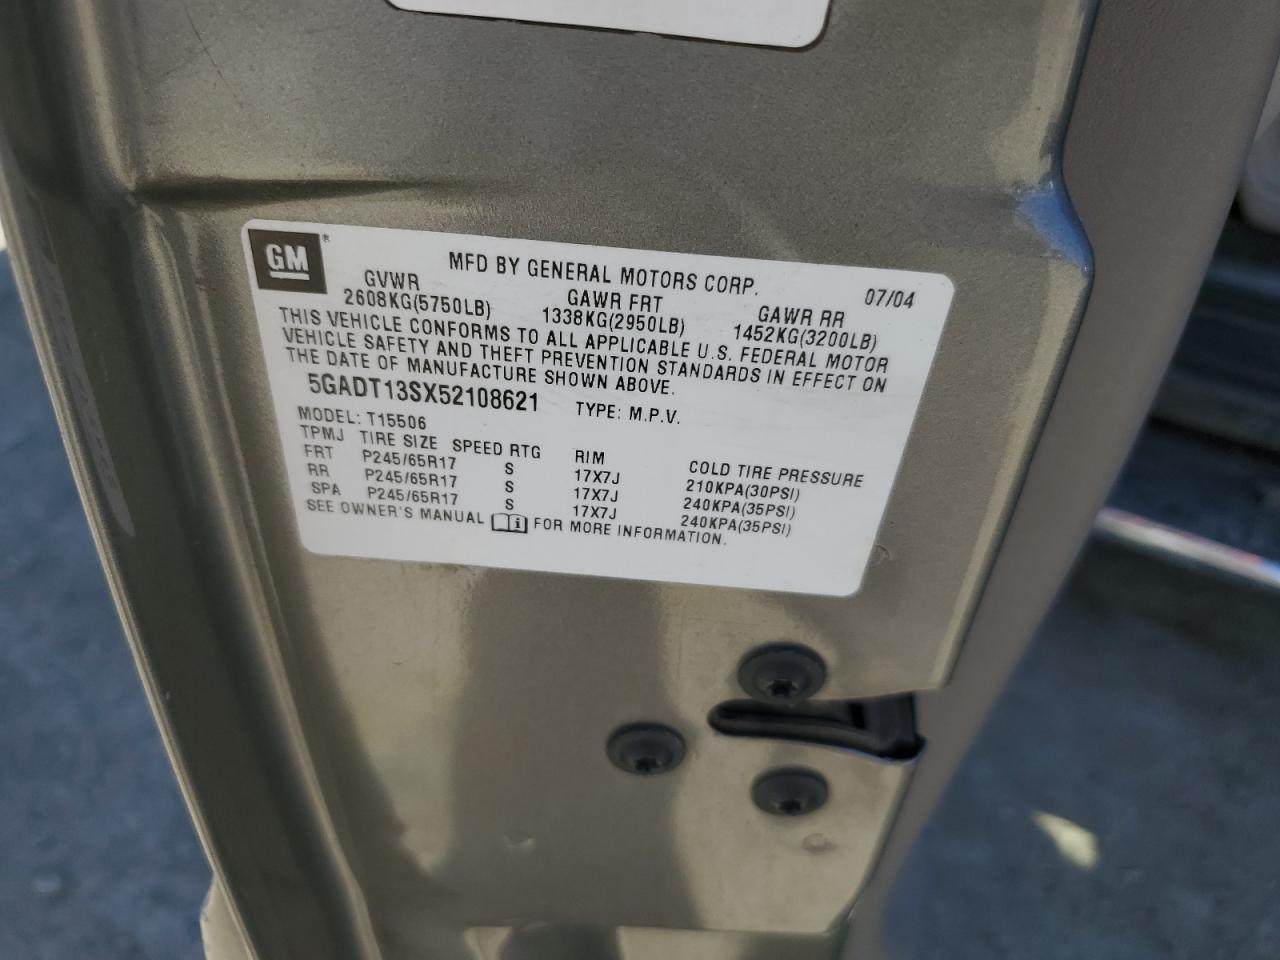 GM® MFD BY GENERAL MOTORS CORP. 07/04
GVWR GAWR FRT GAWR RR
2608KG(5750LB) 1338KG(2950LB) 1452KG(3200LB)
THIS VEHICLE CONFORMS TO ALL APPLICABLE U.S. FEDERAL MOTOR
VEHICLE SAFETY AND THEFT PREVENTION STANDARDS IN EFFECT ON
THE DATE OF MANUFACTURE SHOWN ABOVE.
5GADT13SX52108621 TYPE: M.P.V.
MODEL: T15506
TPMJ TIRE SIZE SPEED RTG RIM COLD TIRE PRESSURE
FRT P245/65R17 S 17X7J 210KPA(30PSI)
RR P245/65R17 S 17X7J 240KPA(35PSI)
SPA P245/65R17 S 17X7J 240KPA(35PSI)
SEE OWNER'S MANUAL FOR MORE INFORMATION.